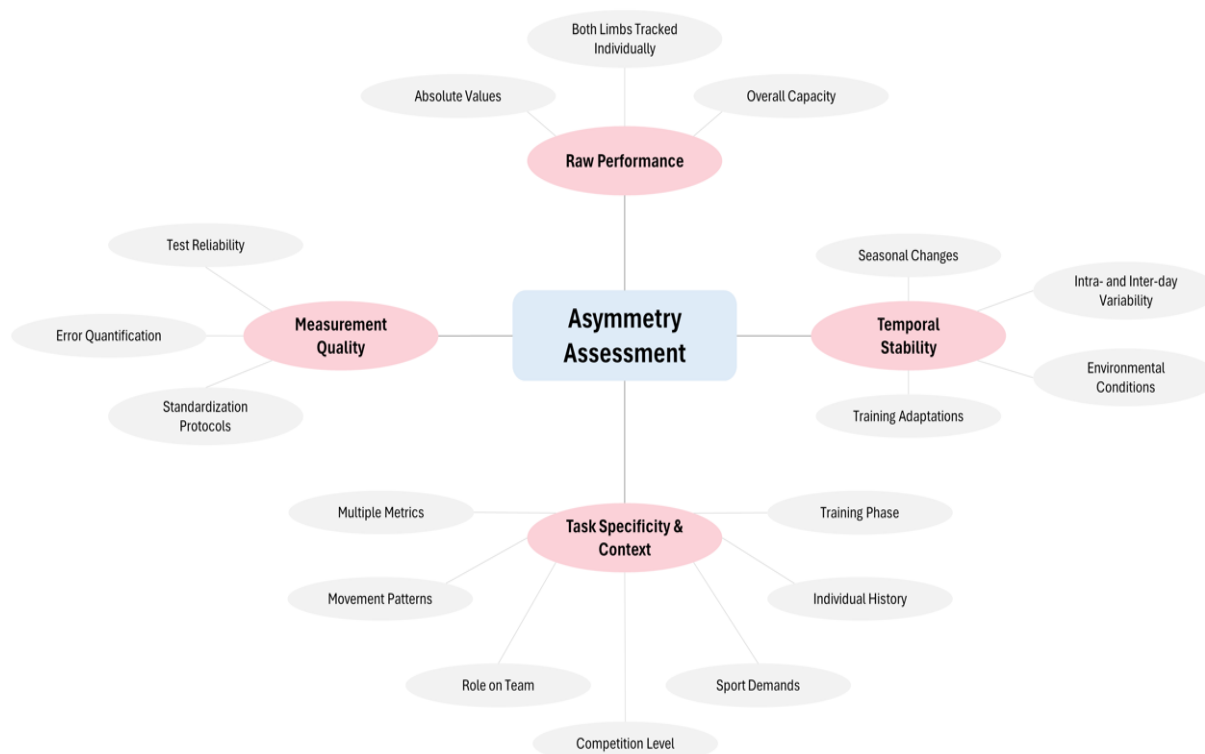 Both Limbs Tracked
Individually
Absolute Values
Overall Capacity
Raw Performance
Test Reliability
Error Quantification
Standardization
Protocols
Measurement
Quality
Asymmetry
Assessment
Seasonal Changes
Intra- and Inter-day
Variability
Temporal
Stability
Environmental
Conditions
Training Adaptations
Multiple Metrics
Task Specificity &
Context
Training Phase
Movement Patterns
Individual History
Role on Team
Sport Demands
Competition Level